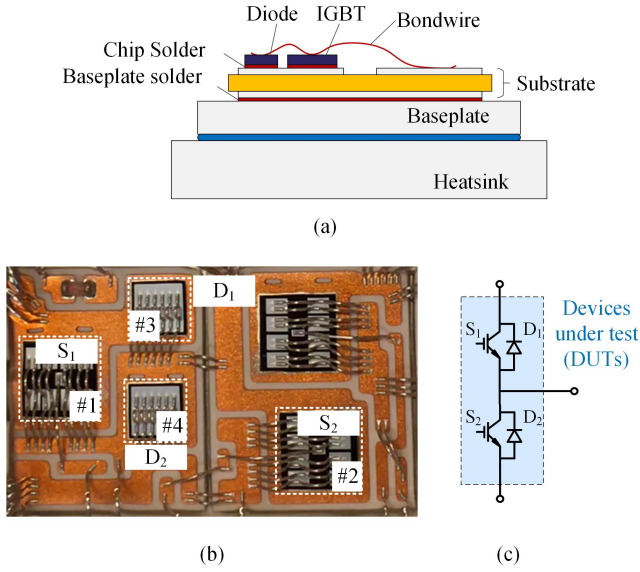 Diode
IGBT
Bondwire
Chip Solder
Baseplate solder
Substrate
Baseplate
Heatsink
(a)
D1
#3
S1
#1
#4
S2
D2
#2
(b)
S1
D1
Devices
under test
(DUTs)
S2
D2
(c)